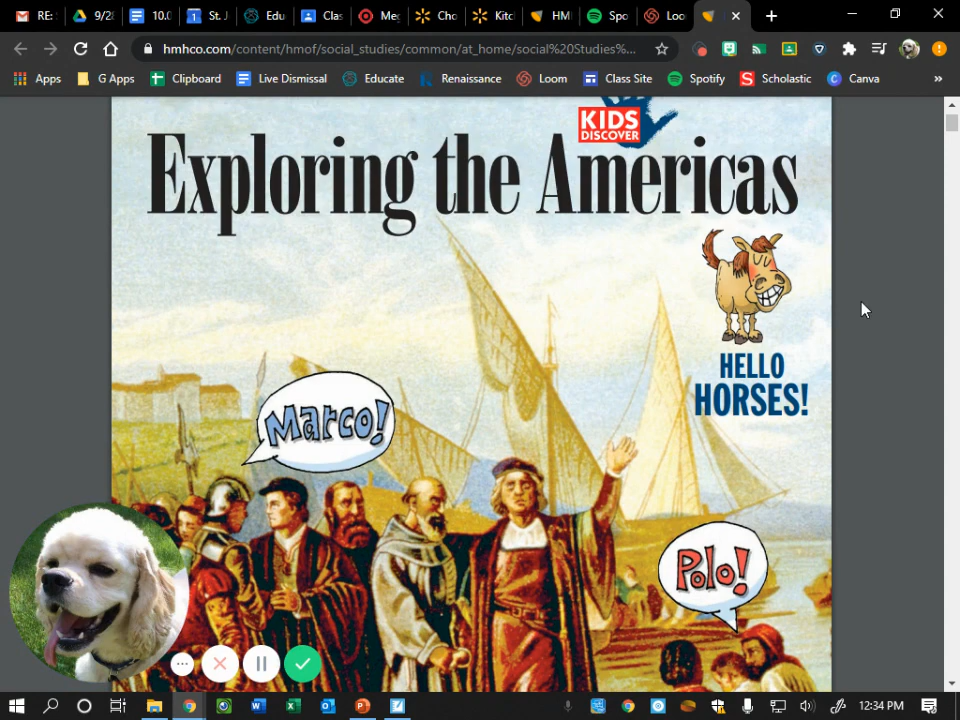 RE:
9/28
10.0
St. J
Edu
Clas
Meg
Cho
Kitc
HMH
Spo
Loo
hmhco.com/content/hmof/social_studies/common/at_home/social%20Studies%...
Apps
G Apps
Clipboard
Live Dismissal
Educate
Renaissance
Loom
Class Site
Spotify
Scholastic
Canva
»
KIDS
DISCOVER
Exploring the Americas
HELLO
HORSES!
Marco!
Polo!
12:34 PM